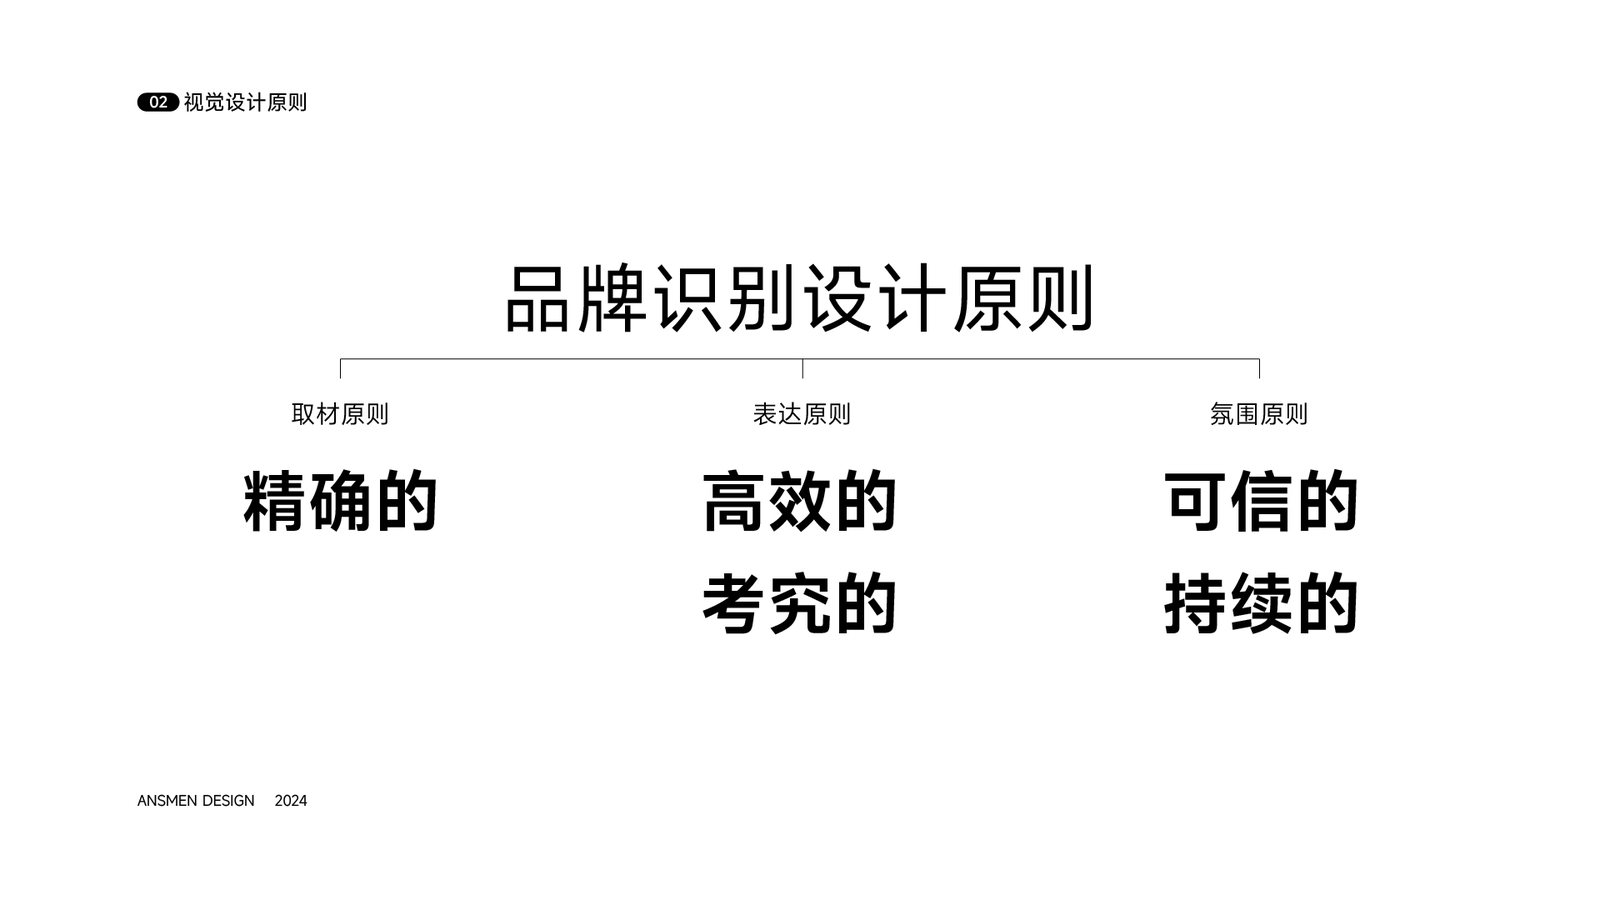 02 视觉设计原则
品牌识别设计原则
取材原则 表达原则 氛围原则
精确的 高效的 可信的
考究的 持续的
ANSMEN DESIGN 2024